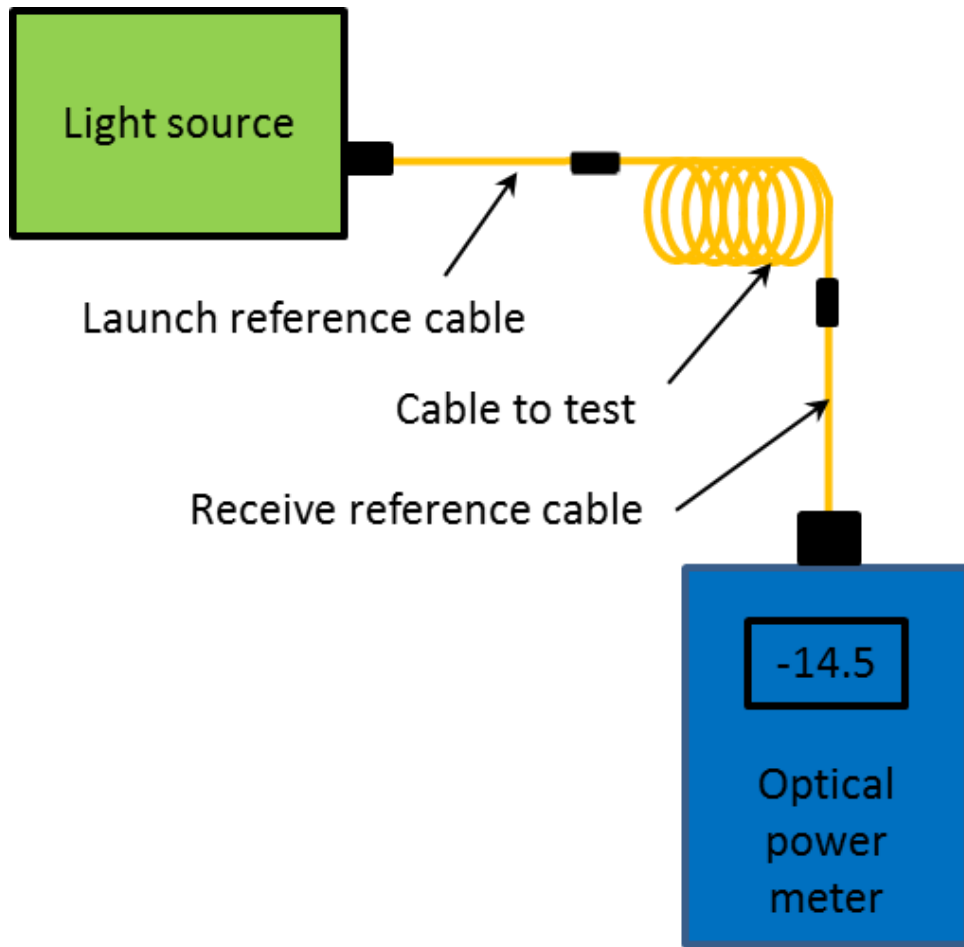 Light source
Launch reference cable
Cable to test
Receive reference cable
-14.5
Optical
power
meter